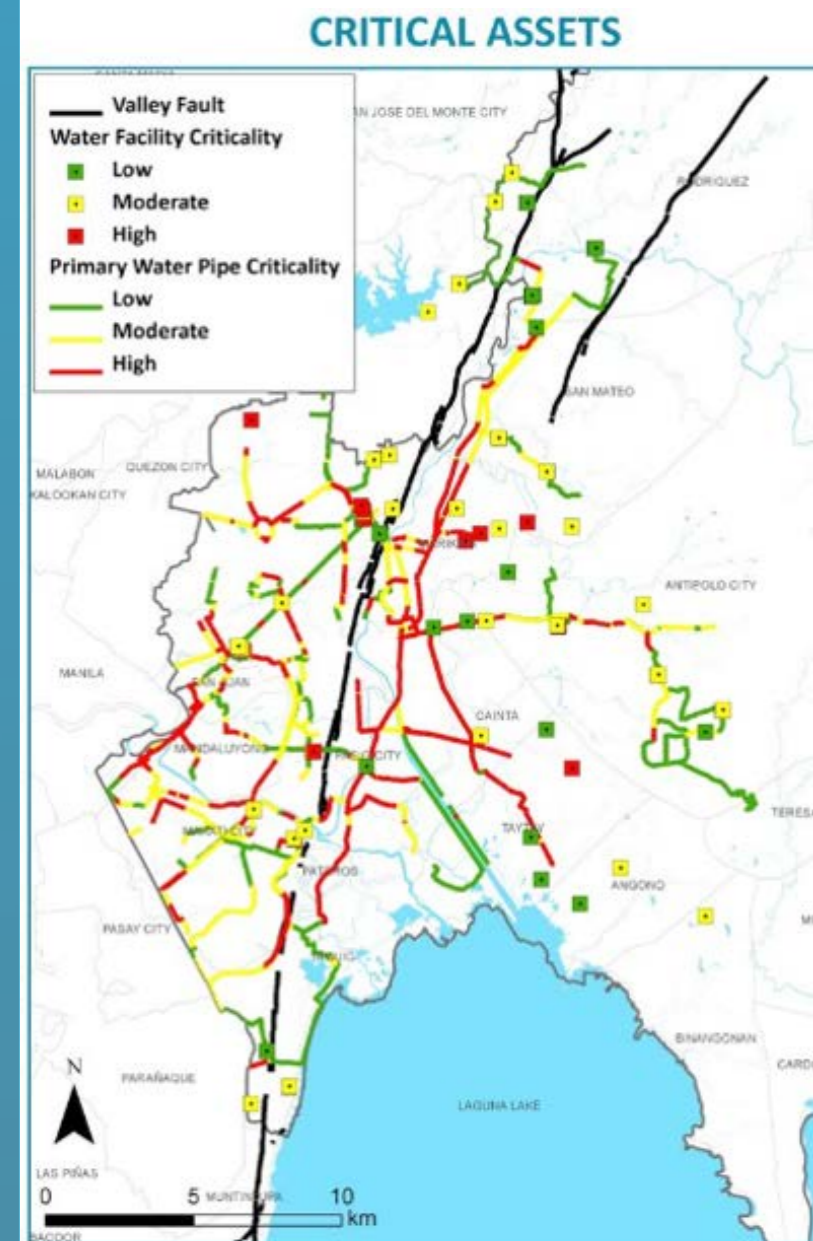 CRITICAL ASSETS
Valley Fault
Water Facility Criticality
Low
Moderate
High
Primary Water Pipe Criticality
Low
Moderate
High
AN JOSE DEL MONTE CITY
RODRIGUEZ
SAN MATEO
MALABON
QUEZON CITY
KALOOKAN CITY
ANTIPOLO CITY
MANILA
SAN JUAN
CAINTA
MANDALUYONG
PASIG CITY
TERESA
TAYTAY
MAKATI CITY
PATEROS
ANGONO
PASAY CITY
TAGUIG
BINANGONAN
N
PARAÑAQUE
CARD
LAGUNA LAKE
LAS PIÑAS
0 5 10
MUNTINLUPA
km
BACOOR